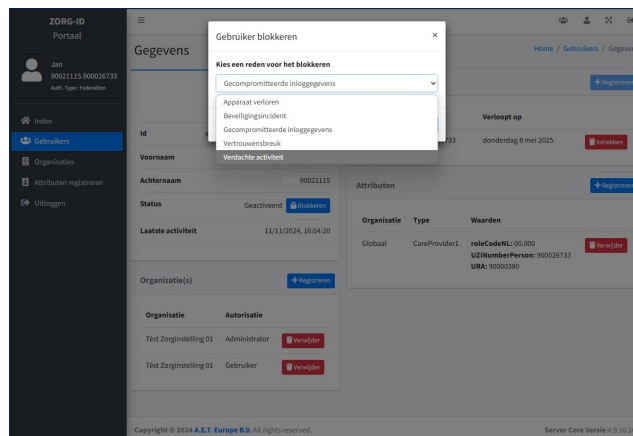 ZORG-ID
Portaal
Jan
90021115.900026733
Auth. Type : Federation
Index
Gebruikers
Organisaties
Attributen registreren
Uitloggen
Gegevens
Home / Gebruikers / Gegeven
Gebruiker blokkeren ×
Kies een reden voor het blokkeren
Gecompromitteerde inloggegevens
Apparaat verloren
Beveiligingsincident
Gecompromitteerde inloggegevens
Vertrouwensbreuk
Verdachte activiteit
Id
Voornaam
Achternaam 90021115
Status Geactiveerd Blokkeren
Laatste activiteit 11/11/2024, 16:04:20
Organisatie(s) Registreren
Organisatie Autorisatie
Tést Zorginstelling 01 Administrator Verwijder
Tést Zorginstelling 01 Gebruiker Verwijder
Registreren
Verloopt op
733 donderdag 8 mei 2025 Intrekken
Attributen Registreren
Organisatie Type Waarden
Globaal CareProvider1 roleCodeNL: 00.000 Verwijder
UZINumberPerson: 900026733
URA: 90000380
Copyright © 2024 A.E.T. Europe B.V. All rights reserved.
Server Core Versie 4.9.10.1